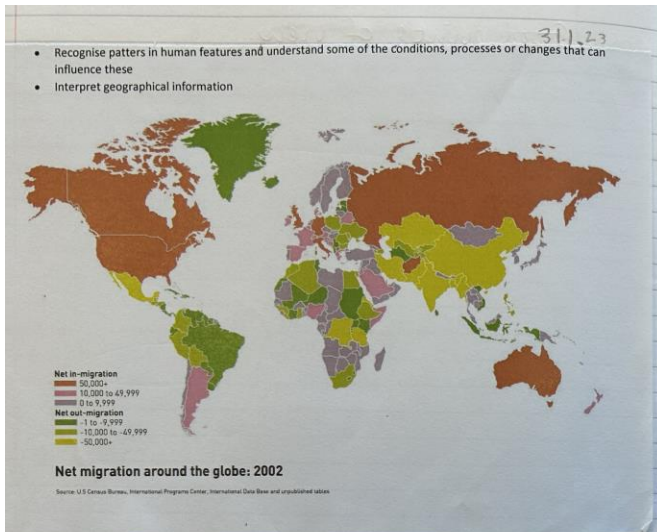 31.1.23
• Recognise patters in human features and understand some of the conditions, processes or changes that can
influence these
• Interpret geographical information
Net in-migration
50,000+
10,000 to 49,999
0 to 9,999
Net out-migration
-1 to -9,999
-10,000 to -49,999
-50,000+
Net migration around the globe: 2002
Source: U.S Census Bureau, International Programs Center, International Data Base and unpublished tables